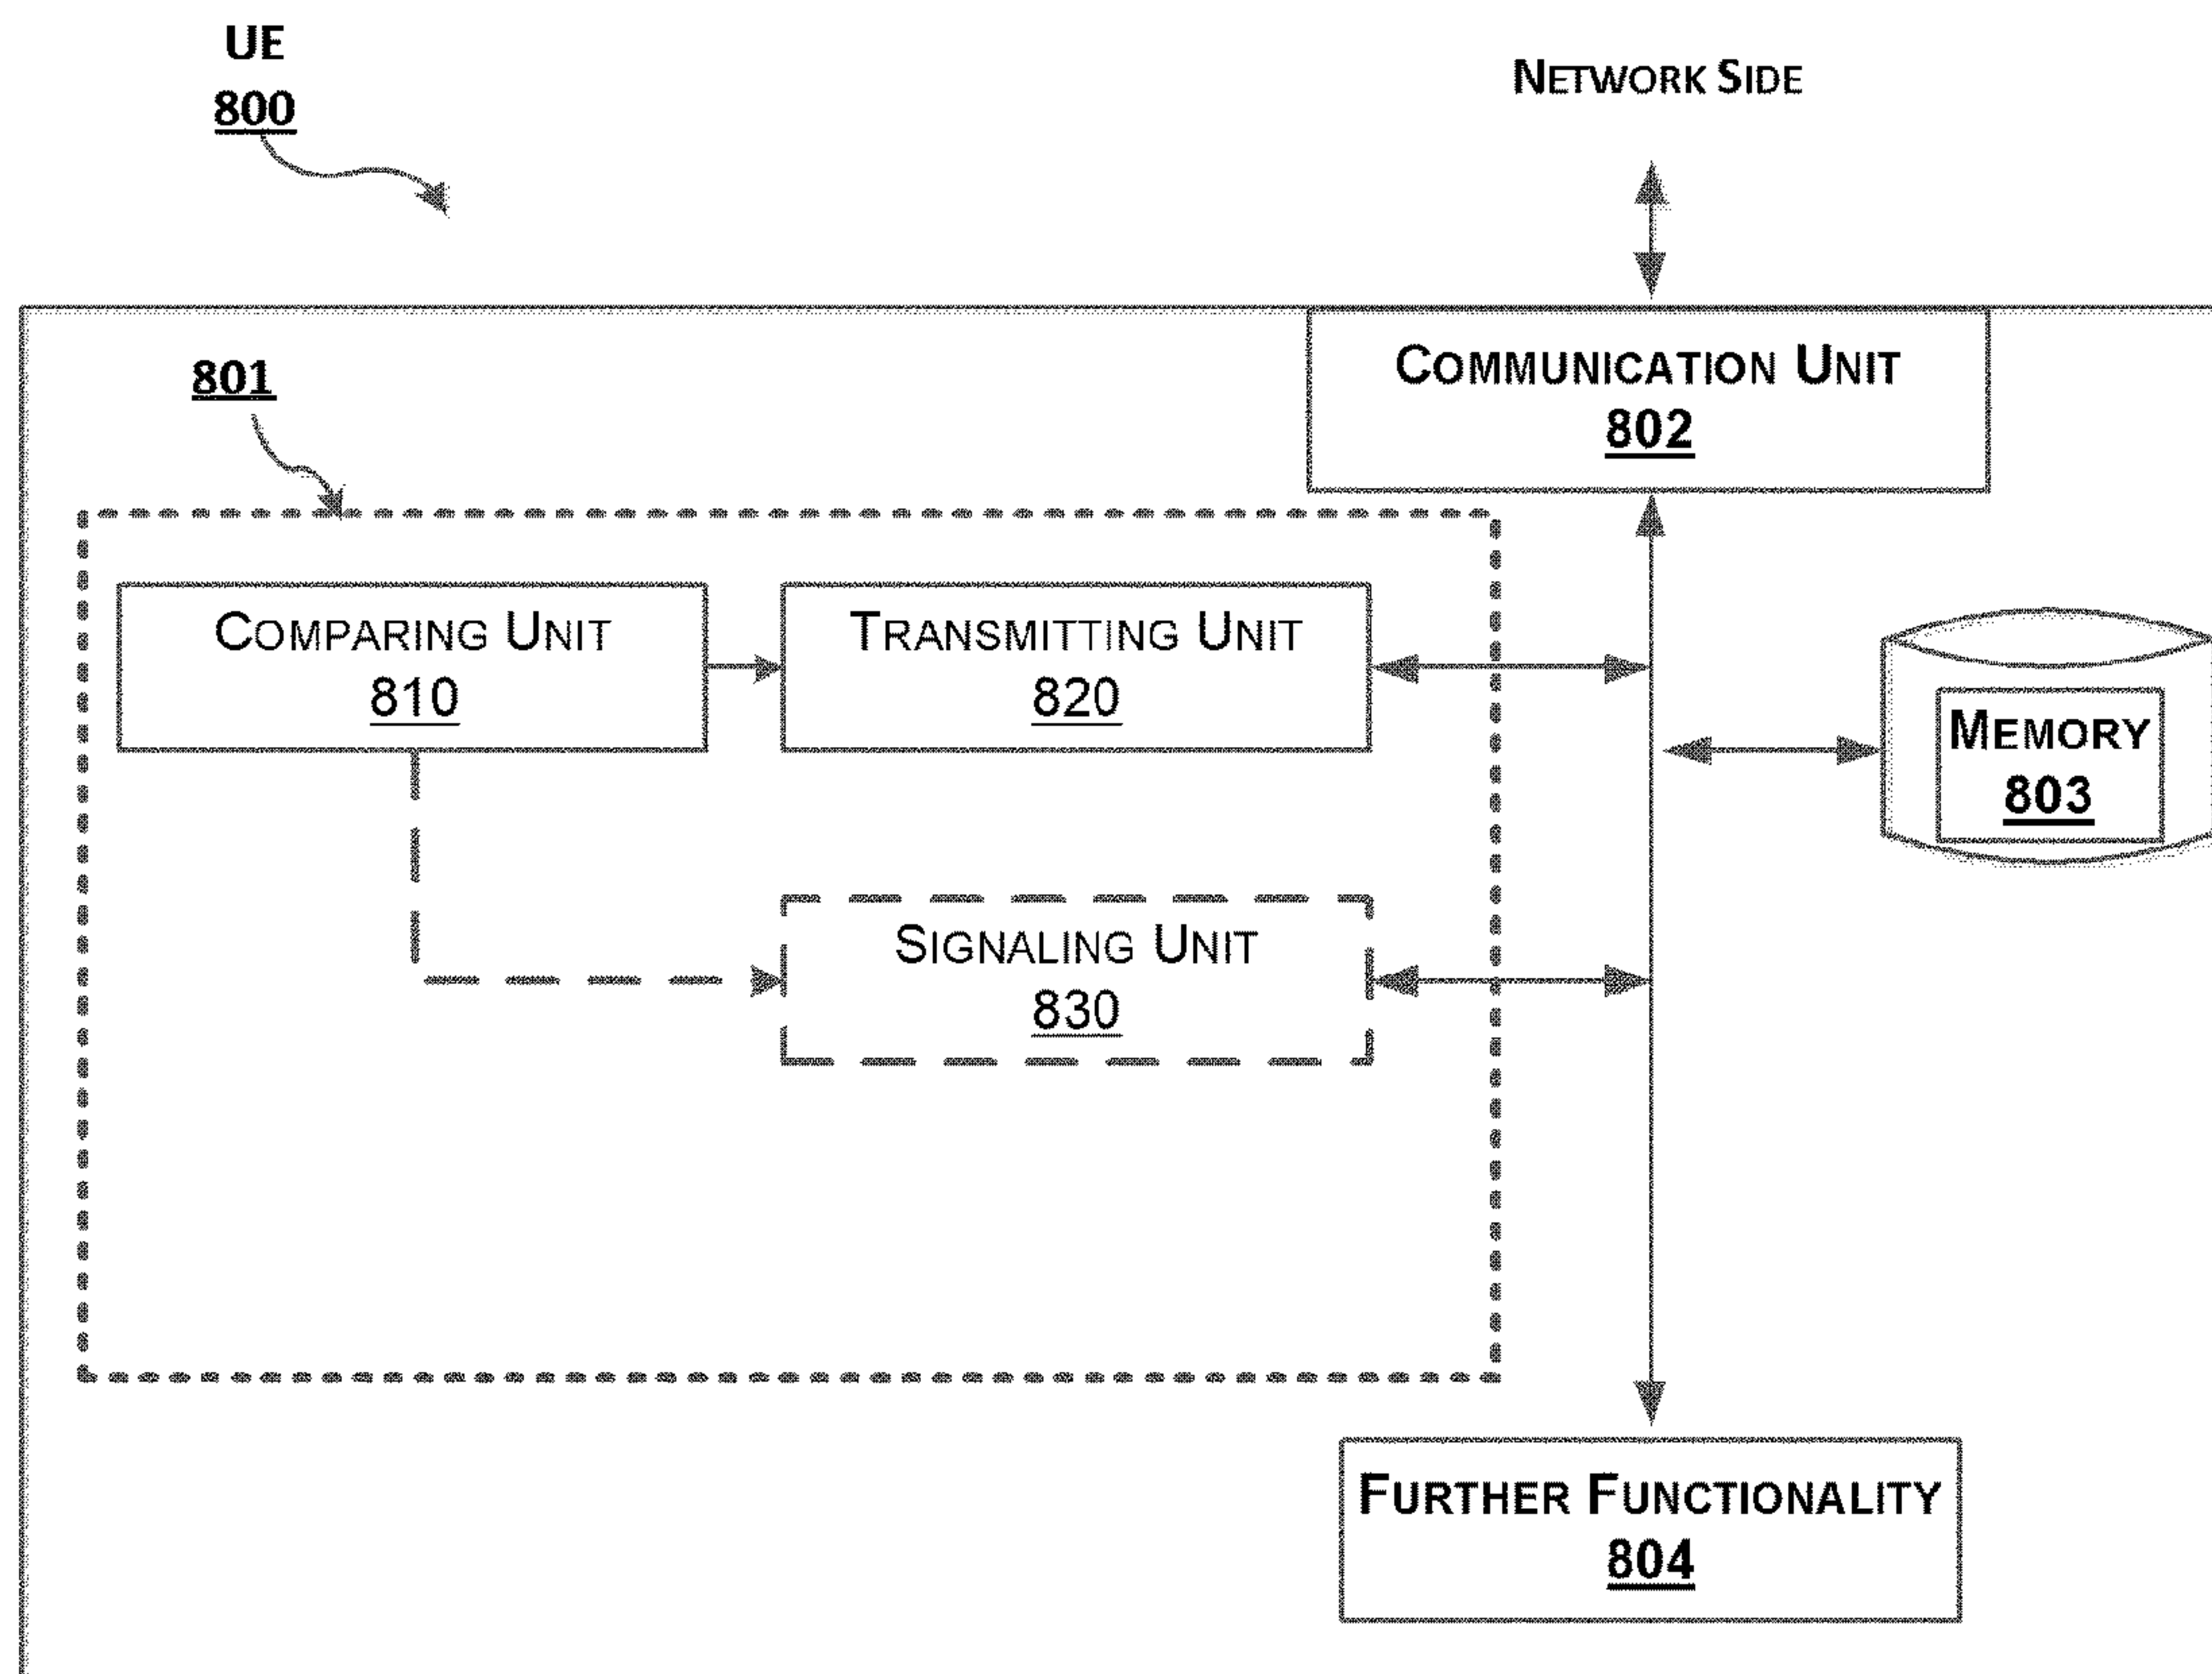 UE
800
NETWORK SIDE
COMMUNICATION UNIT
802
801
COMPARING UNIT
810
TRANSMITTING UNIT
820
MEMORY
803
SIGNALING UNIT
830
FURTHER FUNCTIONALITY
804